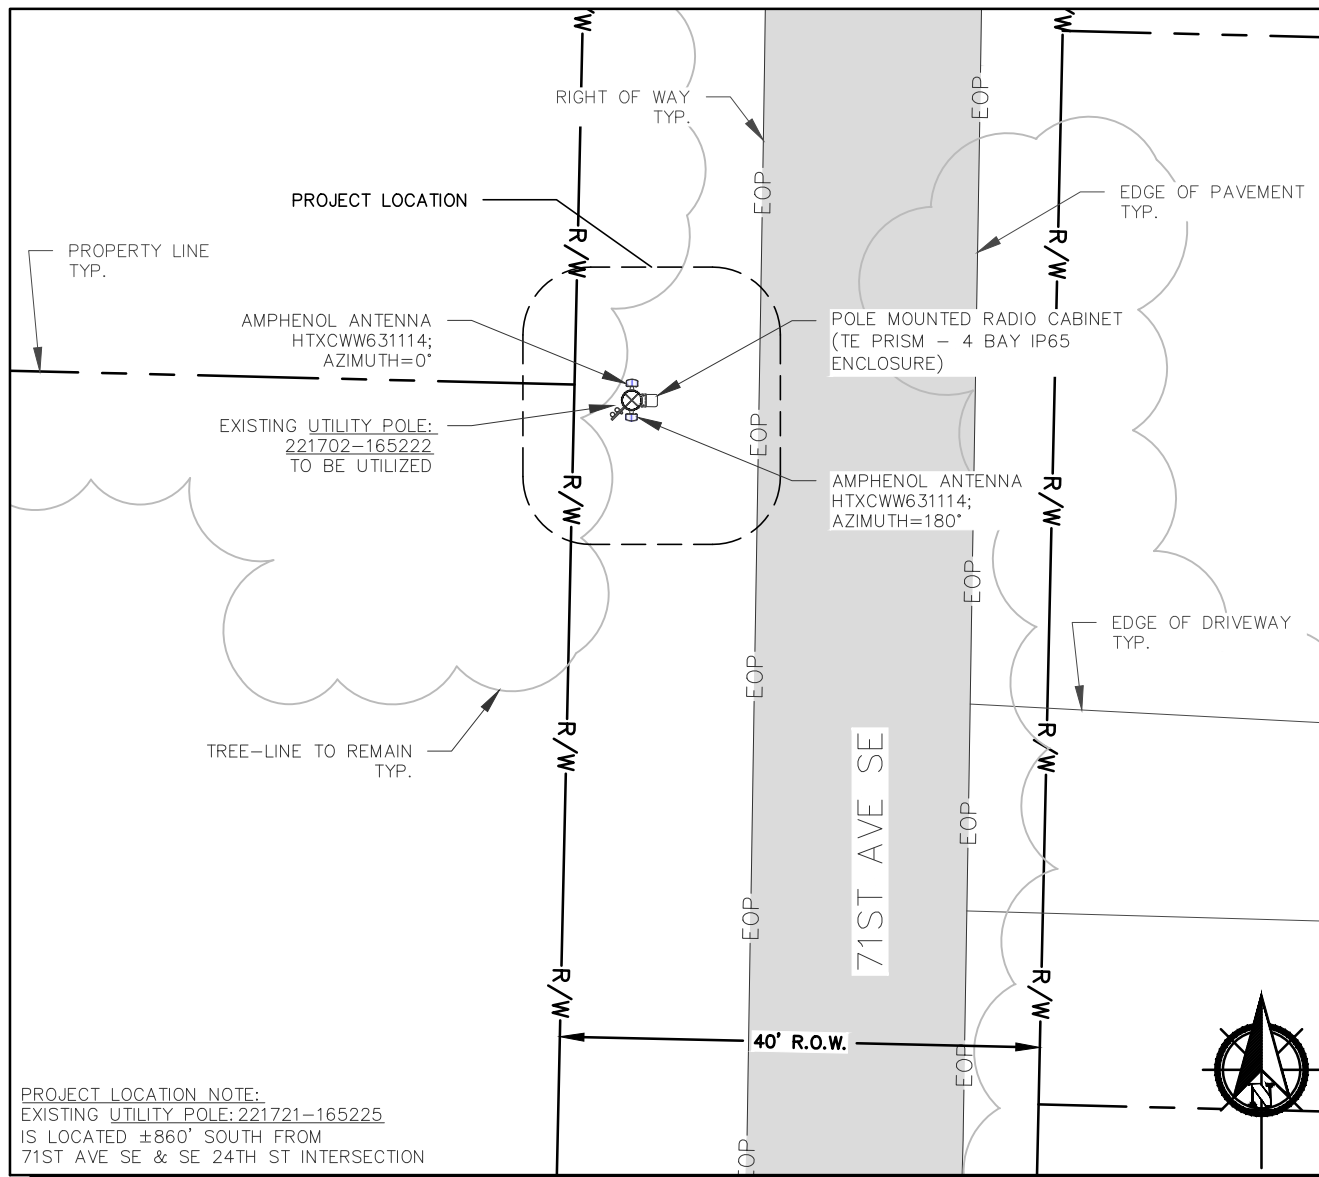 R/W
R/W
RIGHT OF WAY
TYP.
EOP
EOP
PROJECT LOCATION
EDGE OF PAVEMENT
TYP.
PROPERTY LINE
TYP.
R/W
R/W
AMPHENOL ANTENNA
HTXCWW631114;
AZIMUTH=0°
POLE MOUNTED RADIO CABINET
(TE PRISM – 4 BAY IP65
ENCLOSURE)
EXISTING UTILITY POLE:
221702–165222
TO BE UTILIZED
EOP
AMPHENOL ANTENNA
HTXCWW631114;
AZIMUTH=180°
R/W
R/W
EOP
EDGE OF DRIVEWAY
TYP.
EOP
TREE–LINE TO REMAIN
TYP.
R/W
R/W
71ST AVE SE
EOP
EOP
R/W
R/W
40' R.O.W.
EOP
N
PROJECT LOCATION NOTE:
EXISTING UTILITY POLE:221721–165225
IS LOCATED ±860' SOUTH FROM
71ST AVE SE & SE 24TH ST INTERSECTION
EOP